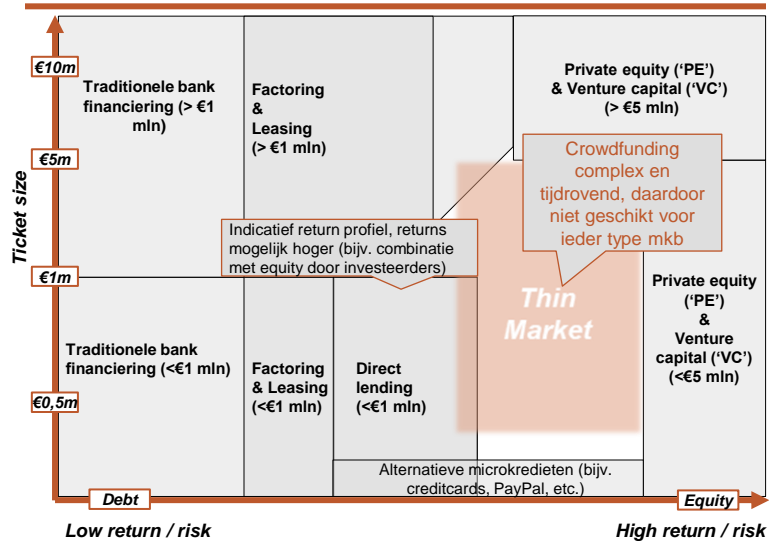 Ticket size
€10m
€5m
€1m
€0,5m
Traditionele bank
financiering (> €1
mln)
Factoring
&
Leasing
(> €1 mln)
Private equity (‘PE’)
& Venture capital (‘VC’)
(> €5 mln)
Crowdfunding
complex en
tijdrovend, daardoor
niet geschikt voor
ieder type mkb
Indicatief return profiel, returns
mogelijk hoger (bijv. combinatie
met equity door investeerders)
Thin
Market
Private equity
(‘PE’)
&
Venture
capital (‘VC’)
(<€5 mln)
Traditionele bank
financiering (<€1 mln)
Factoring
& Leasing
(<€1 mln)
Direct
lending
(<€1 mln)
Alternatieve microkredieten (bijv.
creditcards, PayPal, etc.)
Debt
Equity
Low return / risk
High return / risk